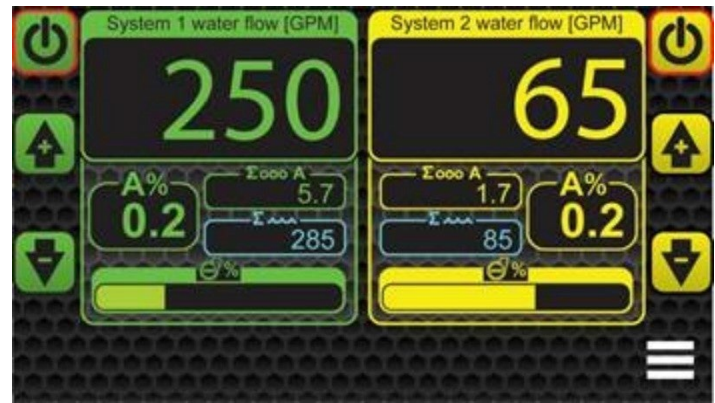 System 1 water flow [GPM]
250
A%
0.2
Σooo A
5.7
Σ
285
%
System 2 water flow [GPM]
65
Σooo A
1.7
Σ
85
A%
0.2
%